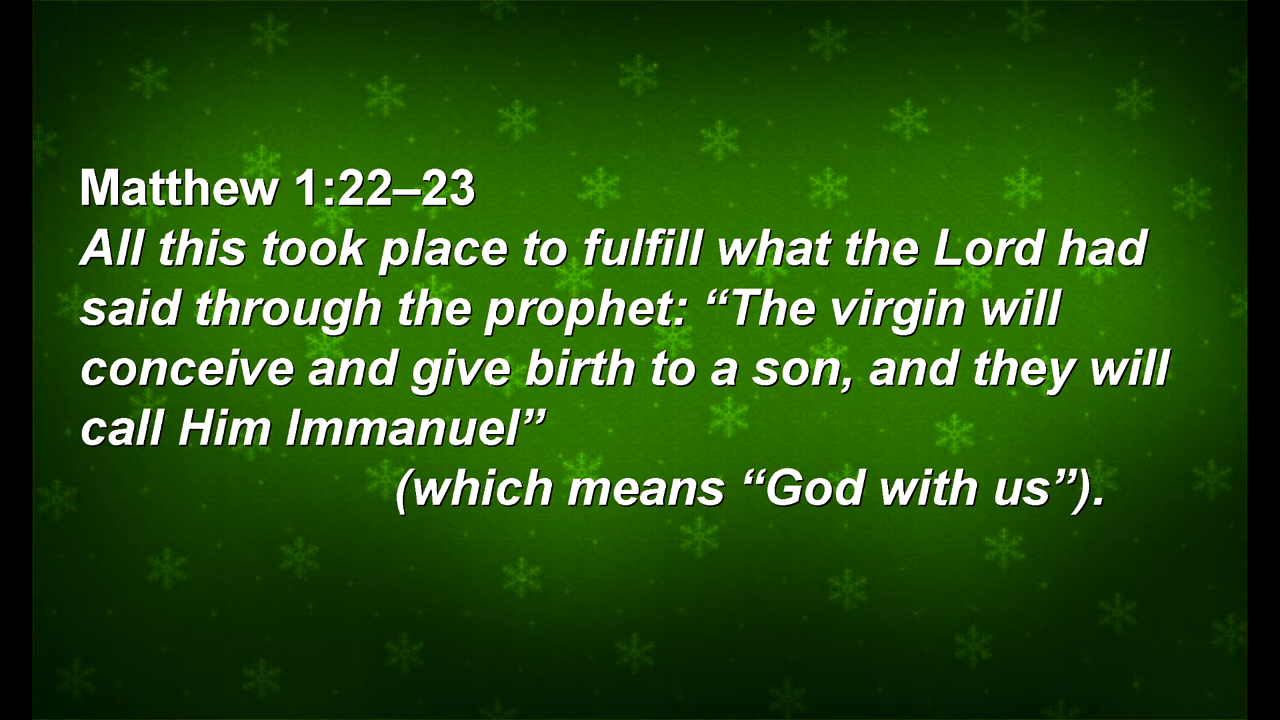 Matthew 1:22–23
All this took place to fulfill what the Lord had
said through the prophet: “The virgin will
conceive and give birth to a son, and they will
call Him Immanuel”
(which means “God with us”).